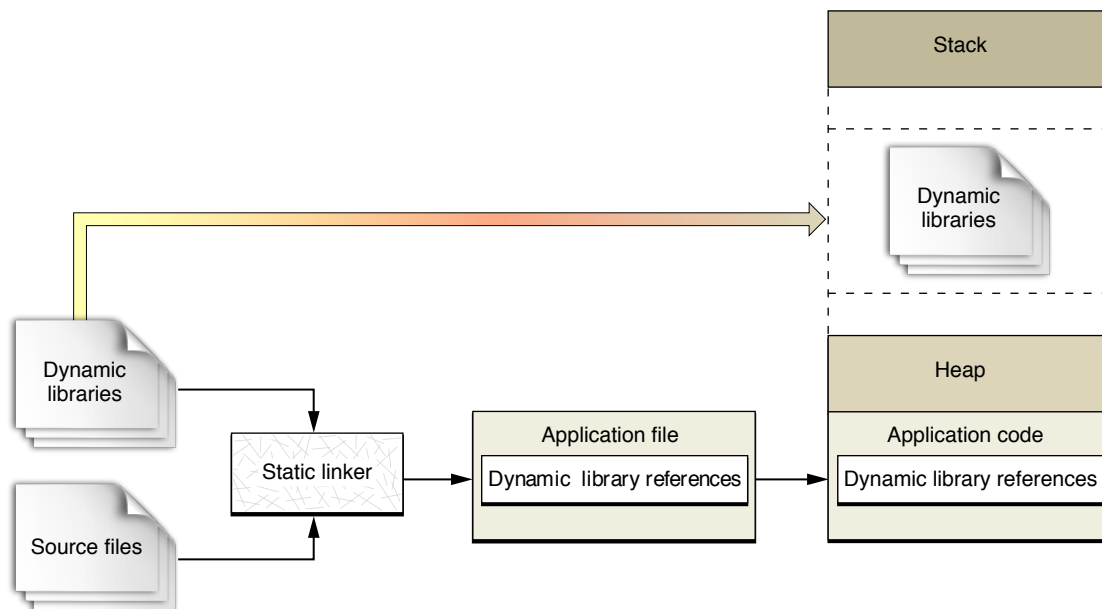 Stack
Dynamic
libraries
Dynamic
libraries
Heap
Application file
Application code
Static linker
Dynamic library references
Dynamic library references
Source files